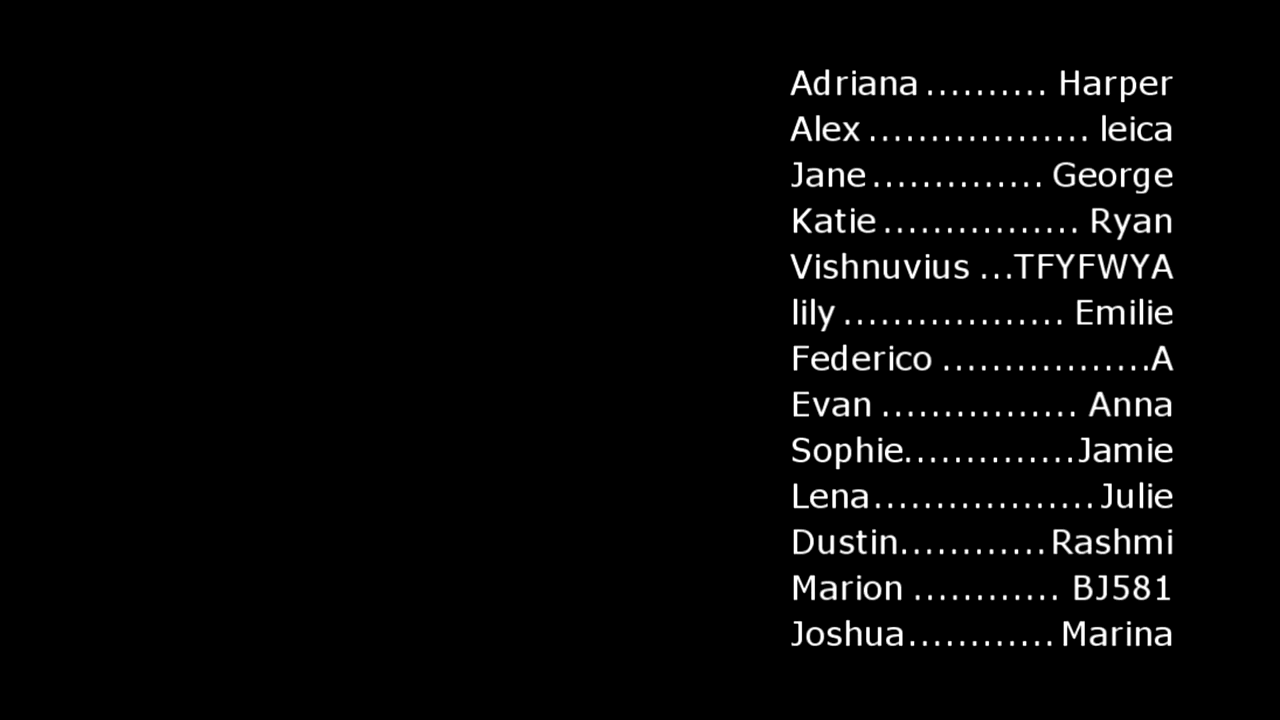 Adriana .......... Harper
Alex .................. leica
Jane .............. George
Katie ................ Ryan
Vishnuvius ...TFYFWYA
lily .................. Emilie
Federico .................A
Evan ................ Anna
Sophie..............Jamie
Lena..................Julie
Dustin............Rashmi
Marion ............ BJ581
Joshua............ Marina